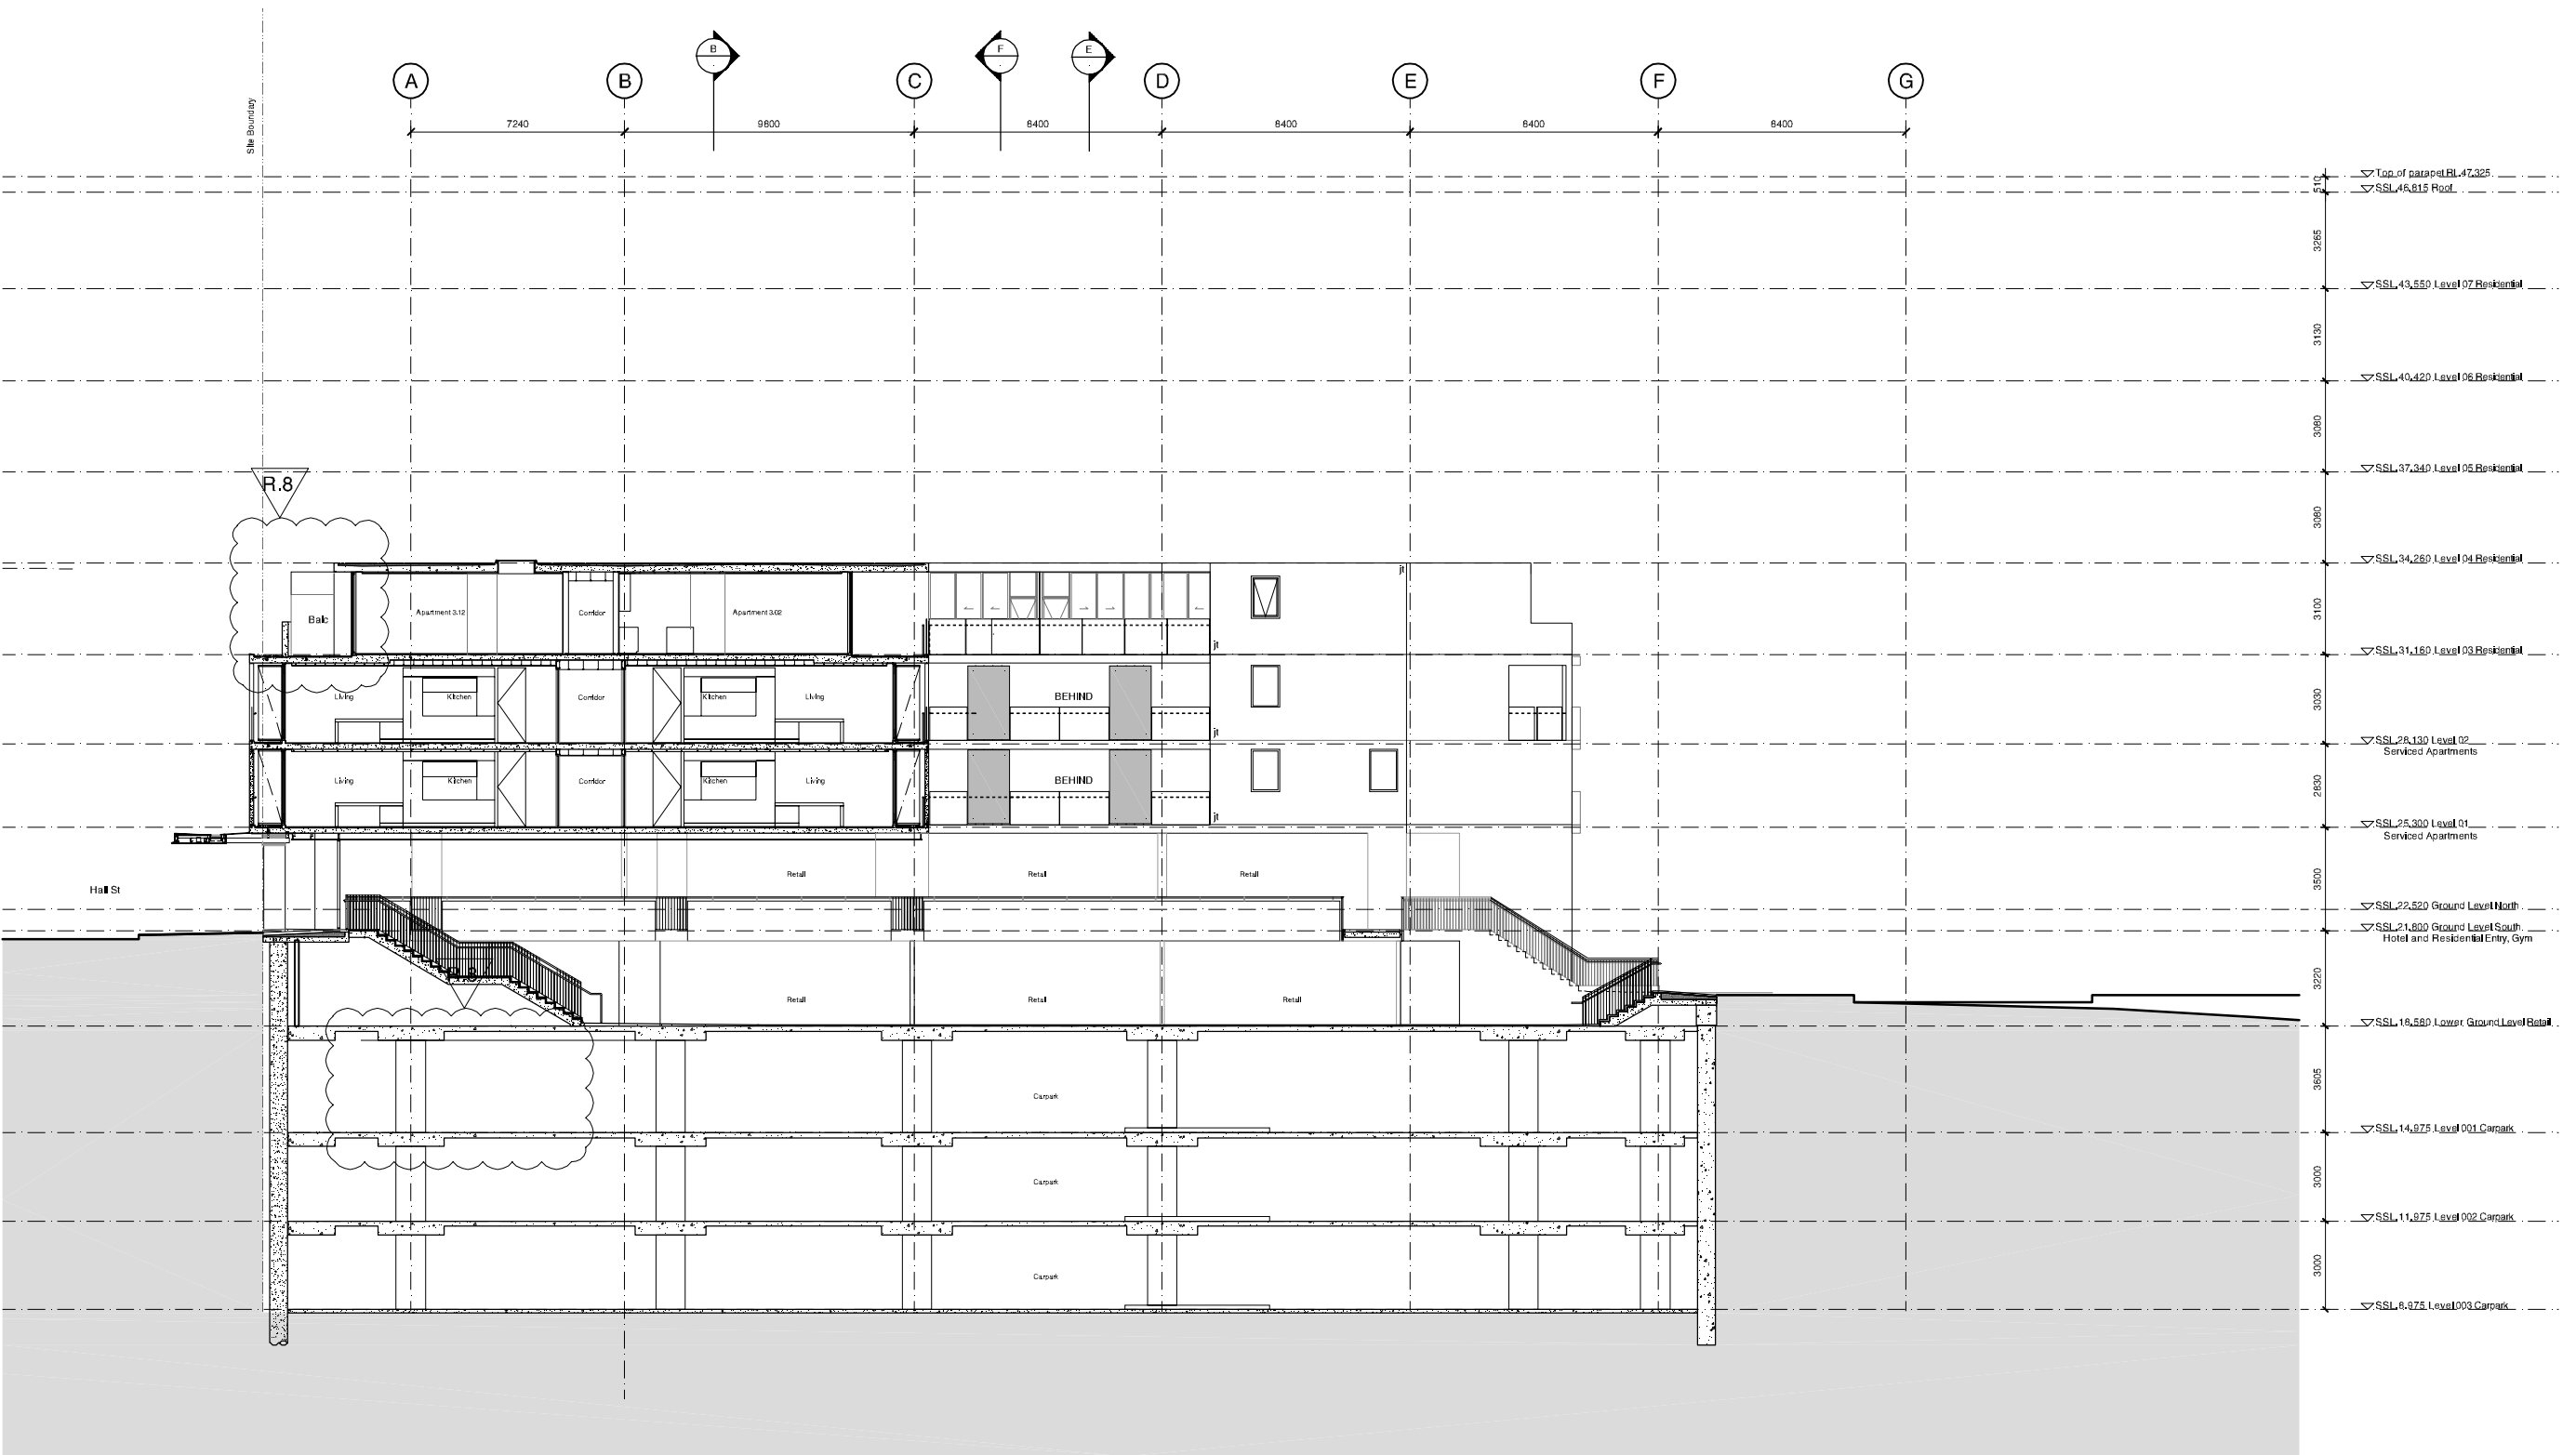 B
F
E
A
B
C
D
E
F
G
Site Boundary
7240
9800
8400
8400
8400
8400
Top of parapet RL 47.325
510
SSL 46.815 Roof
3265
SSL 43.550 Level 07 Residential
3130
SSL 40.420 Level 06 Residential
3080
SSL 37.340 Level 05 Residential
R.8
3080
SSL 34.260 Level 04 Residential
Balc
Apartment 3.12
Corridor
Apartment 3.02
3100
SSL 31.160 Level 03 Residential
Living
Kitchen
Corridor
Kitchen
Living
BEHIND
3030
SSL 28.130 Level 02
Serviced Apartments
Living
Kitchen
Corridor
Kitchen
Living
BEHIND
2830
SSL 25.300 Level 01
Serviced Apartments
Hall St
Retail
Retail
Retail
3500
SSL 22.520 Ground Level North
SSL 21.800 Ground Level South
Hotel and Residential Entry, Gym
Retail
Retail
Retail
3220
SSL 18.580 Lower Ground Level Retail
Carpark
3605
SSL 14.975 Level 001 Carpark
Carpark
3000
SSL 11.975 Level 002 Carpark
Carpark
3000
SSL 8.975 Level 003 Carpark